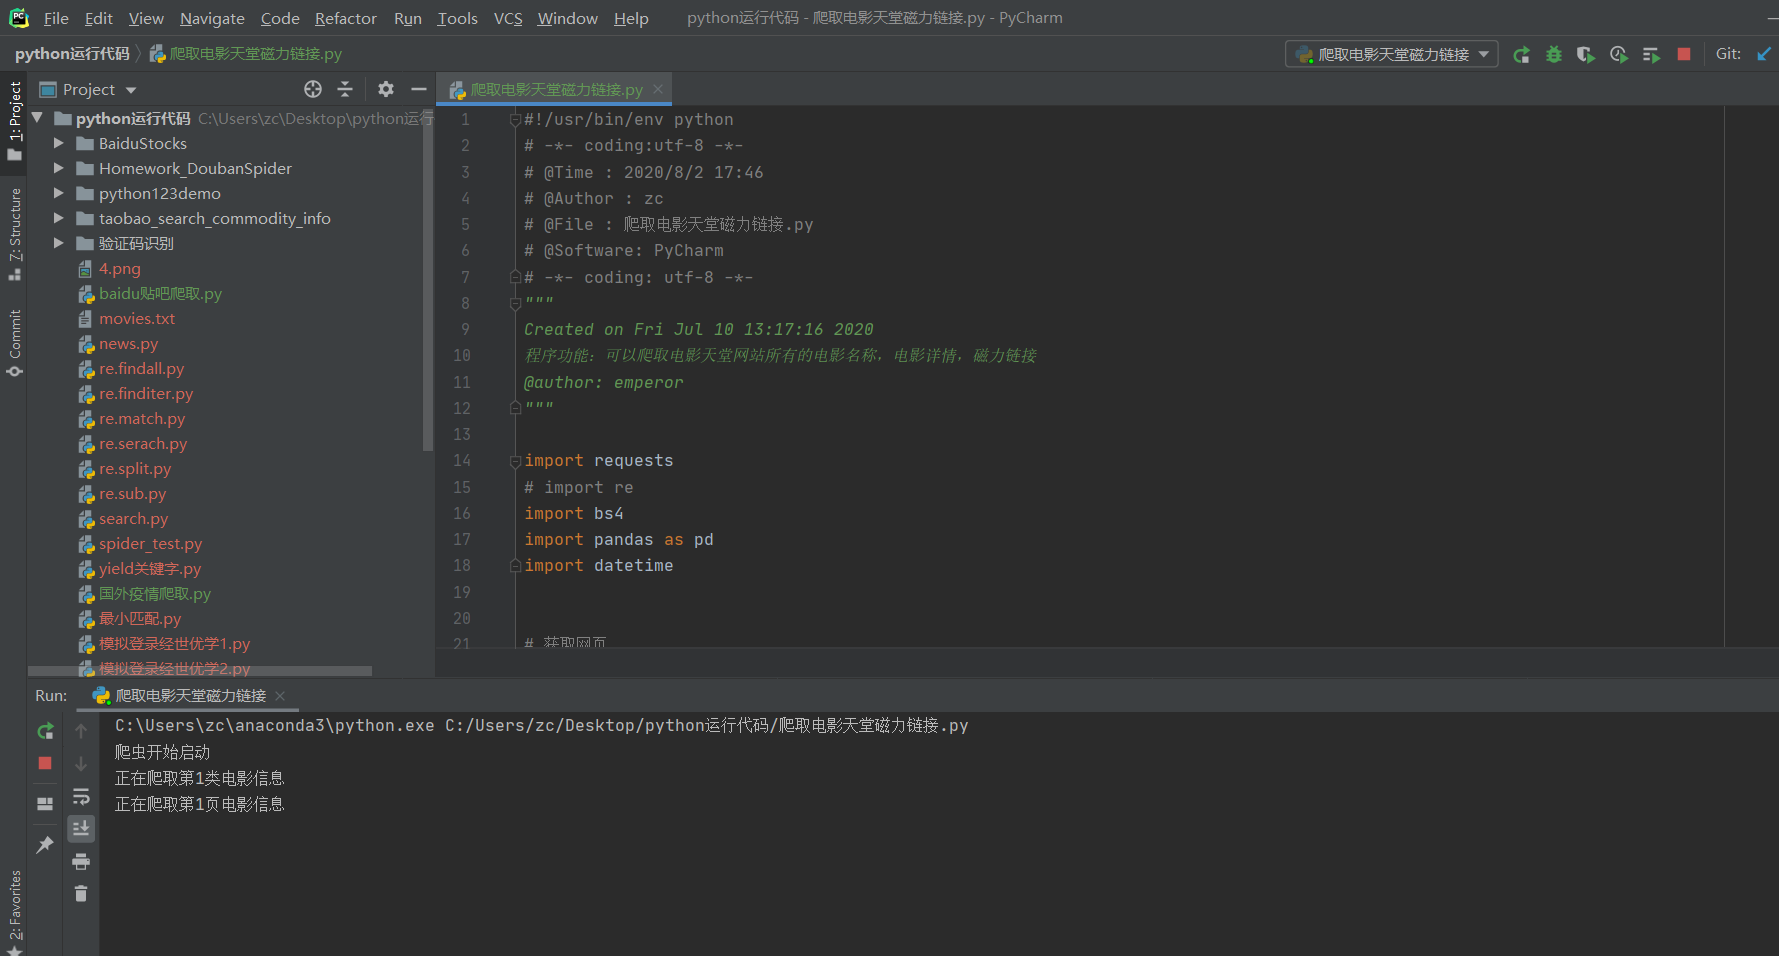 File Edit View Navigate Code Refactor Run Tools VCS Window Help python运行代码 - 爬取电影天堂磁力链接.py - PyCharm
python运行代码 爬取电影天堂磁力链接.py 爬取电影天堂磁力链接 Git:
1: Project
7: Structure
Commit
2: Favorites
Project
python运行代码 C:\Users\zc\Desktop\python运行
BaiduStocks
Homework_DoubanSpider
python123demo
taobao_search_commodity_info
验证码识别
4.png
baidu贴吧爬取.py
movies.txt
news.py
re.findall.py
re.finditer.py
re.match.py
re.serach.py
re.split.py
re.sub.py
search.py
spider_test.py
yield关键字.py
国外疫情爬取.py
最小匹配.py
模拟登录经世优学1.py
模拟登录经世优学2.py
爬取电影天堂磁力链接.py
1 #!/usr/bin/env python
2 # -*- coding:utf-8 -*-
3 # @Time : 2020/8/2 17:46
4 # @Author : zc
5 # @File : 爬取电影天堂磁力链接.py
6 # @Software: PyCharm
7 # -*- coding: utf-8 -*-
8 """
9 Created on Fri Jul 10 13:17:16 2020
10 程序功能: 可以爬取电影天堂网站所有的电影名称, 电影详情, 磁力链接
11 @author: emperor
12 """
13
14 import requests
15 # import re
16 import bs4
17 import pandas as pd
18 import datetime
19
20
21 # 获取网页
Run: 爬取电影天堂磁力链接
C:\Users\zc\anaconda3\python.exe C:/Users/zc/Desktop/python运行代码/爬取电影天堂磁力链接.py
爬虫开始启动
正在爬取第1类电影信息
正在爬取第1页电影信息